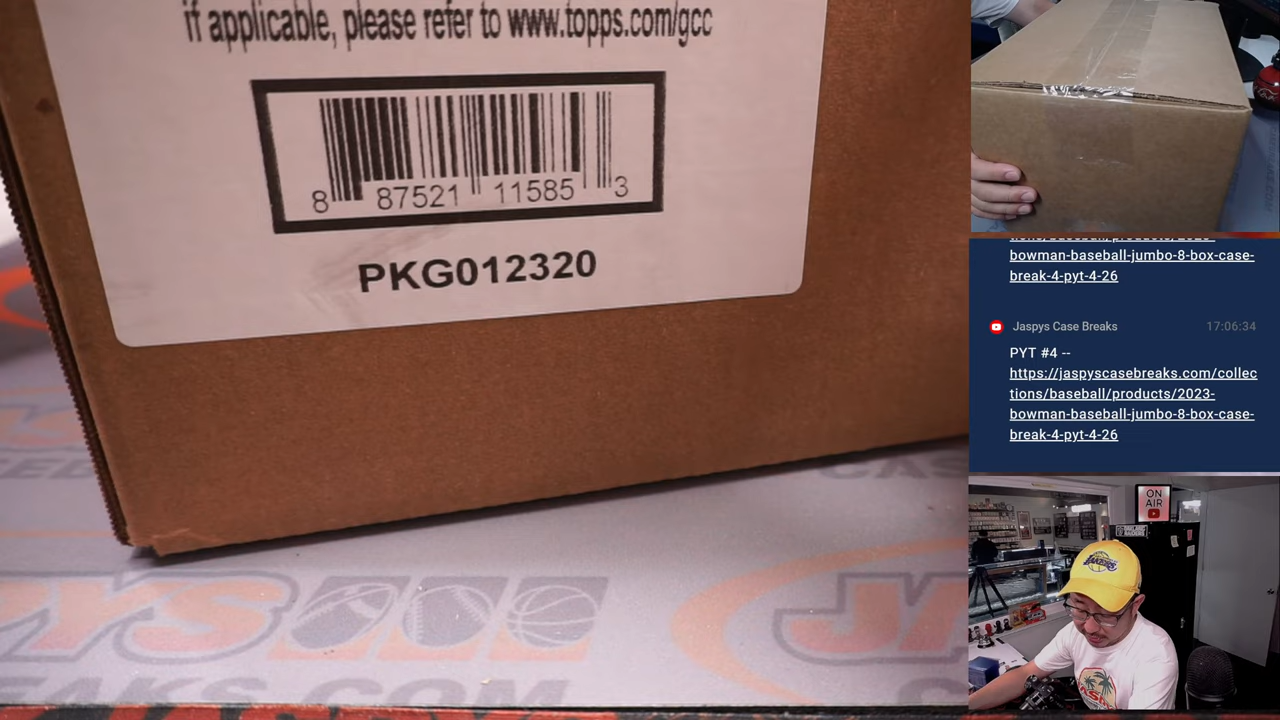 if applicable, please refer to www.topps.com/gcc
8 87521 11585 3
PKG012320
bowman-baseball-jumbo-8-box-case-
break-4-pyt-4-26
Jaspys Case Breaks 17:06:34
PYT #4 --
https://jaspyscasebreaks.com/collec
tions/baseball/products/2023-
bowman-baseball-jumbo-8-box-case-
break-4-pyt-4-26
ON
AIR
LAKERS